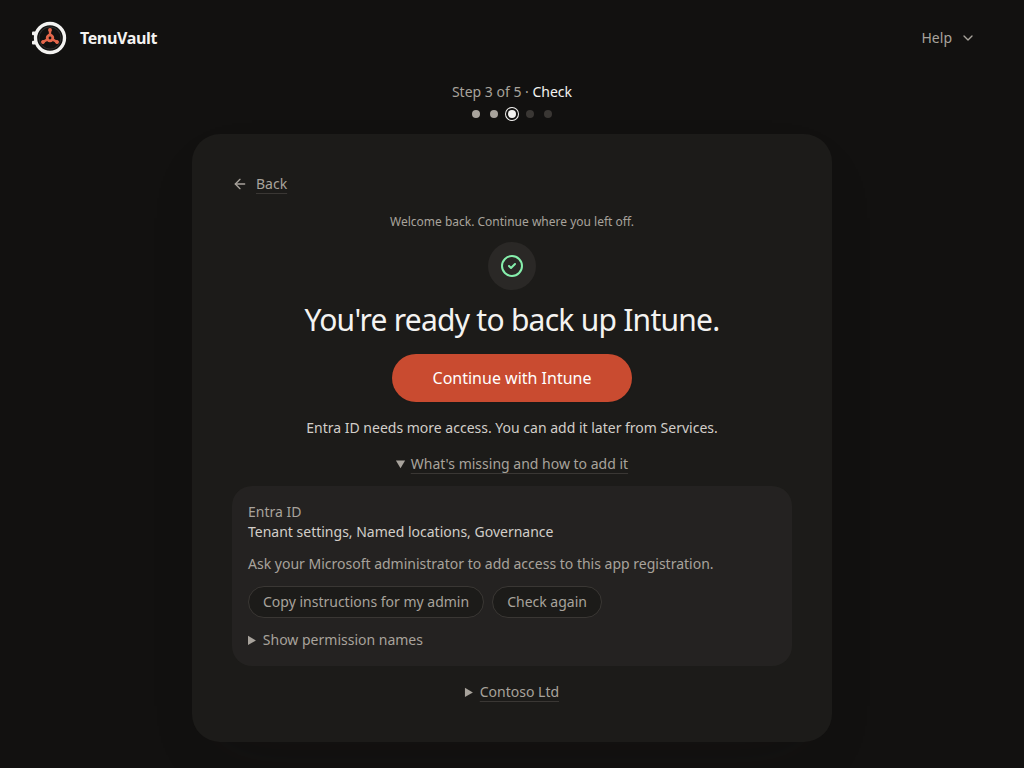 TenuVault
Help
Step 3 of 5 · Check
Back
Welcome back. Continue where you left off.
You're ready to back up Intune.
Continue with Intune
Entra ID needs more access. You can add it later from Services.
What's missing and how to add it
Entra ID
Tenant settings, Named locations, Governance
Ask your Microsoft administrator to add access to this app registration.
Copy instructions for my admin
Check again
Show permission names
Contoso Ltd